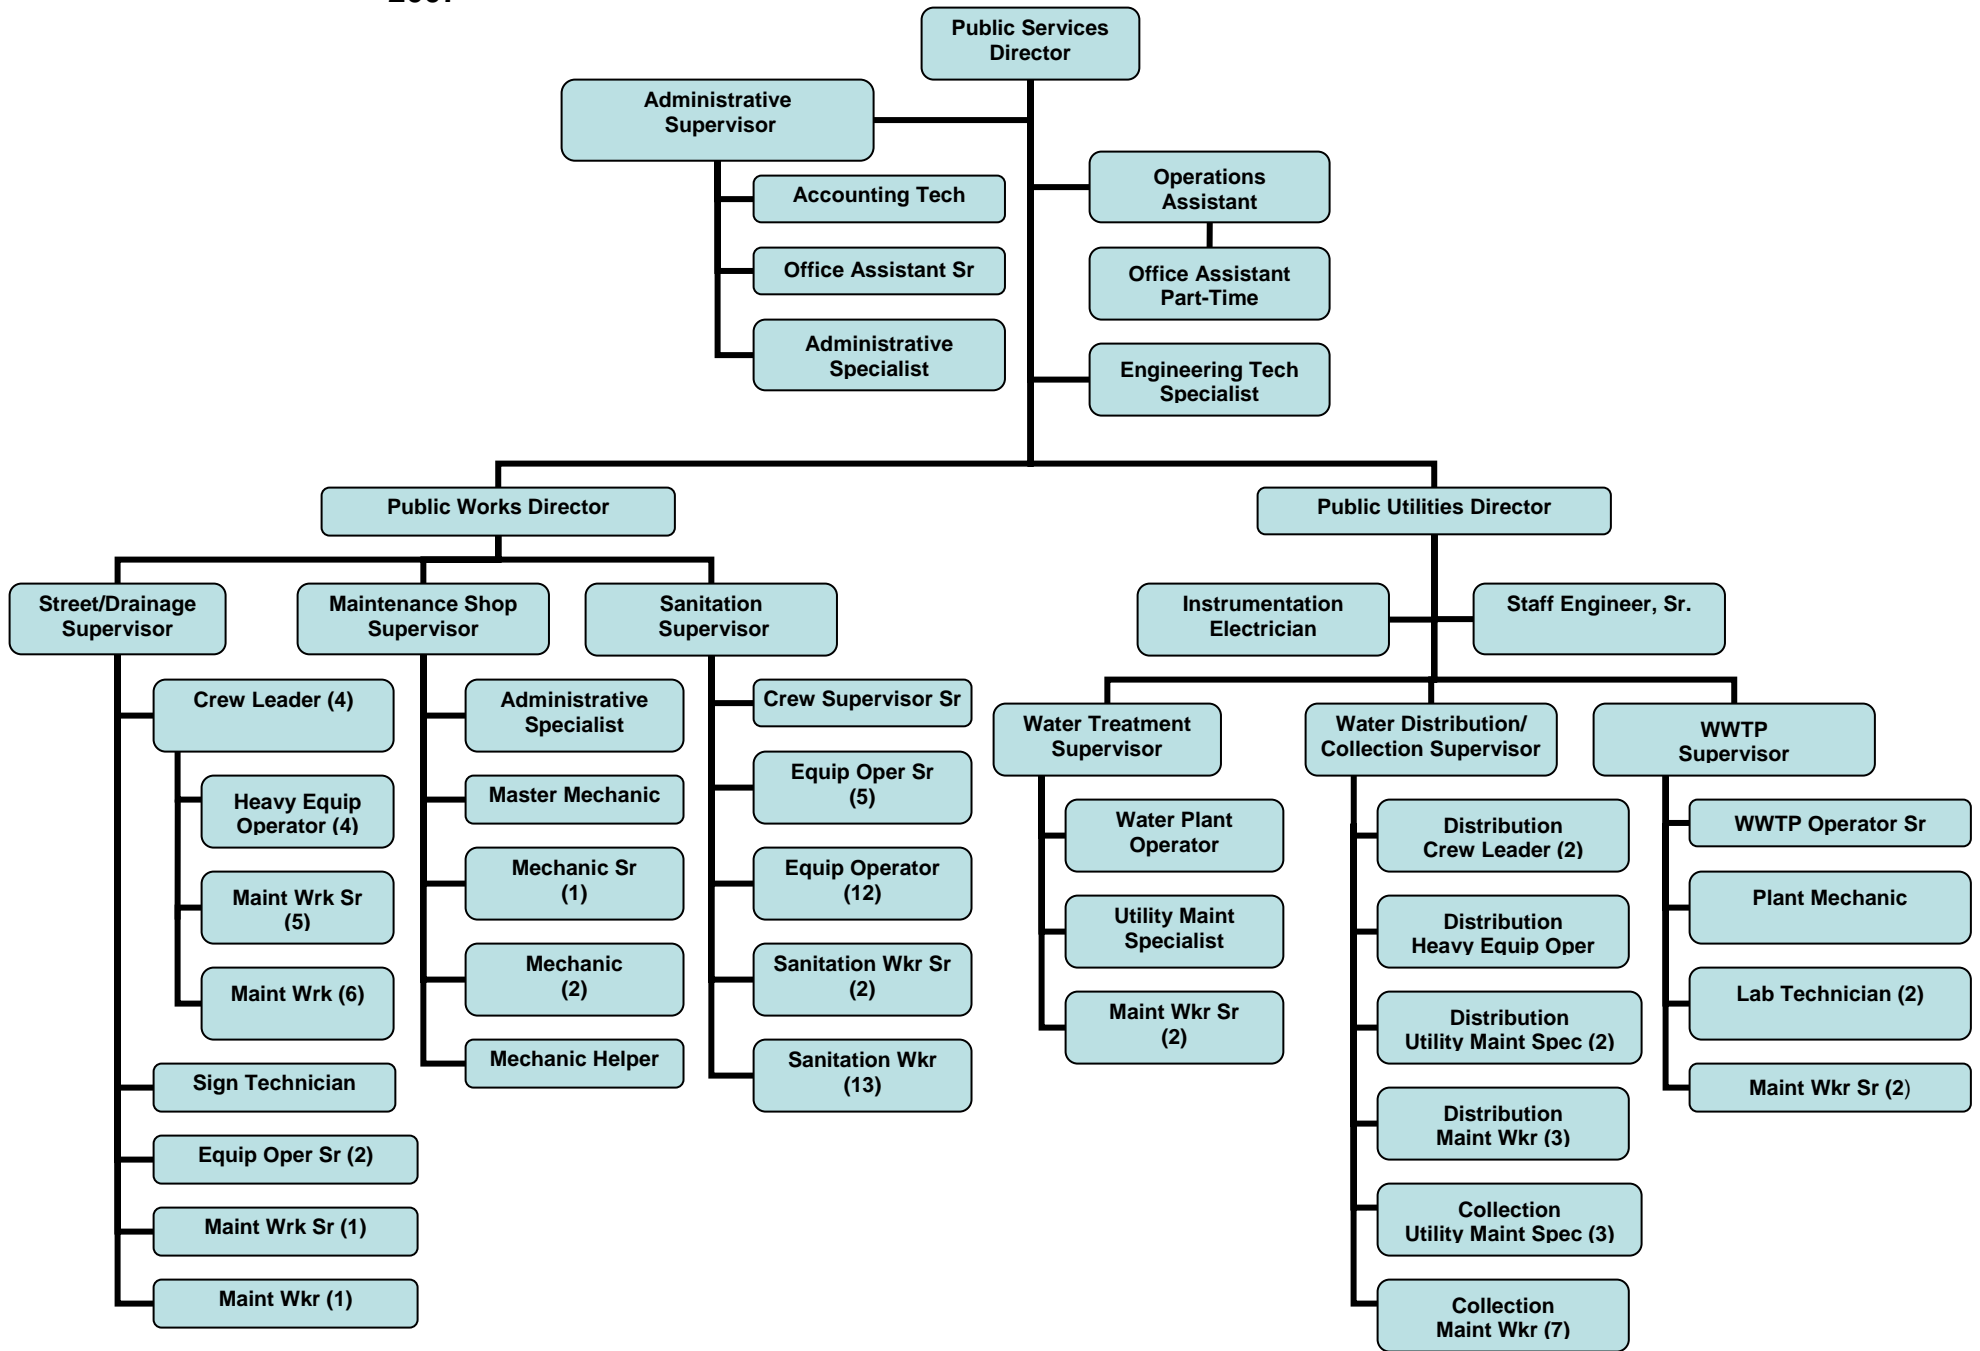 Public Services
Director
Administrative
Supervisor
Accounting Tech
Office Assistant Sr
Administrative
Specialist
Operations
Assistant
Office Assistant
Part-Time
Engineering Tech
Specialist
Public Works Director
Public Utilities Director
Street/Drainage
Supervisor
Crew Leader (4)
Heavy Equip
Operator (4)
Maint Wrk Sr
(5)
Maint Wrk (6)
Sign Technician
Equip Oper Sr (2)
Maint Wrk Sr (1)
Maint Wkr (1)
Maintenance Shop
Supervisor
Administrative
Specialist
Master Mechanic
Mechanic Sr
(1)
Mechanic
(2)
Mechanic Helper
Sanitation
Supervisor
Crew Supervisor Sr
Equip Oper Sr
(5)
Equip Operator
(12)
Sanitation Wkr Sr
(2)
Sanitation Wkr
(13)
Instrumentation
Electrician
Staff Engineer, Sr.
Water Treatment
Supervisor
Water Plant
Operator
Utility Maint
Specialist
Maint Wkr Sr
(2)
Water Distribution/
Collection Supervisor
Distribution
Crew Leader (2)
Distribution
Heavy Equip Oper
Distribution
Utility Maint Spec (2)
Distribution
Maint Wkr (3)
Collection
Utility Maint Spec (3)
Collection
Maint Wkr (7)
WWTP
Supervisor
WWTP Operator Sr
Plant Mechanic
Lab Technician (2)
Maint Wkr Sr (2)